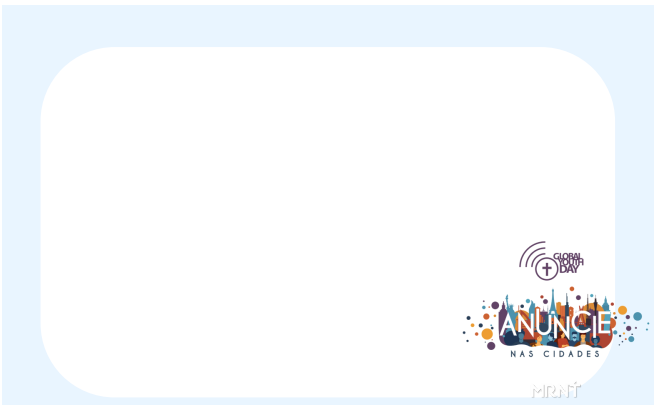 GLOBAL
YOUTH
DAY
ANUNCIE
NAS CIDADES
MRNT